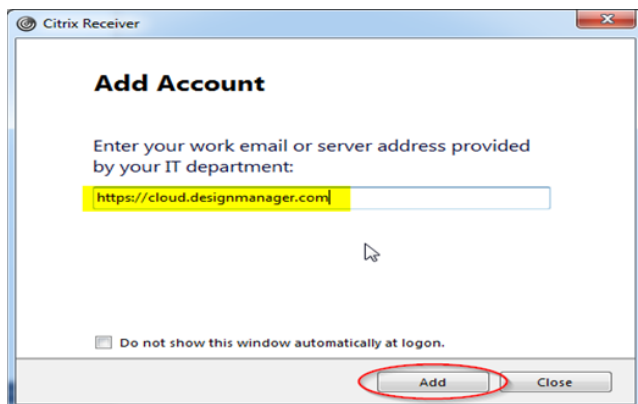 Citrix Receiver
Add Account
Enter your work email or server address provided
by your IT department:
https://cloud.designmanager.com
Do not show this window automatically at logon.
Add
Close